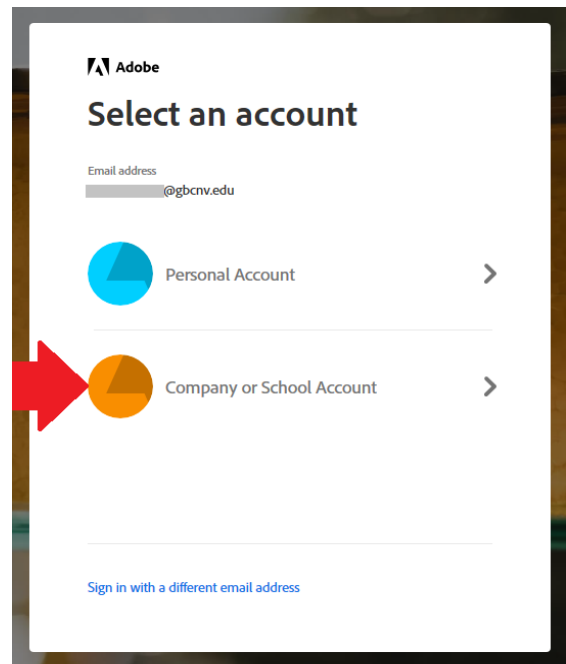 Adobe
Select an account
Email address
@gbcnv.edu
Personal Account
Company or School Account
Sign in with a different email address